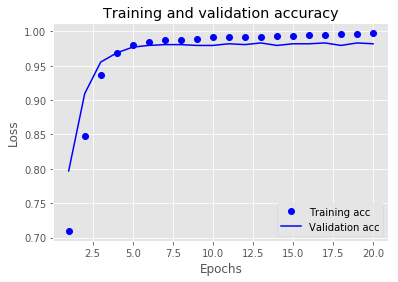 Training and validation accuracy
1.00
0.95
0.90
0.85
0.80
0.75
0.70
Loss
2.5 5.0 7.5 10.0 12.5 15.0 17.5 20.0
Epochs
Training acc
Validation acc